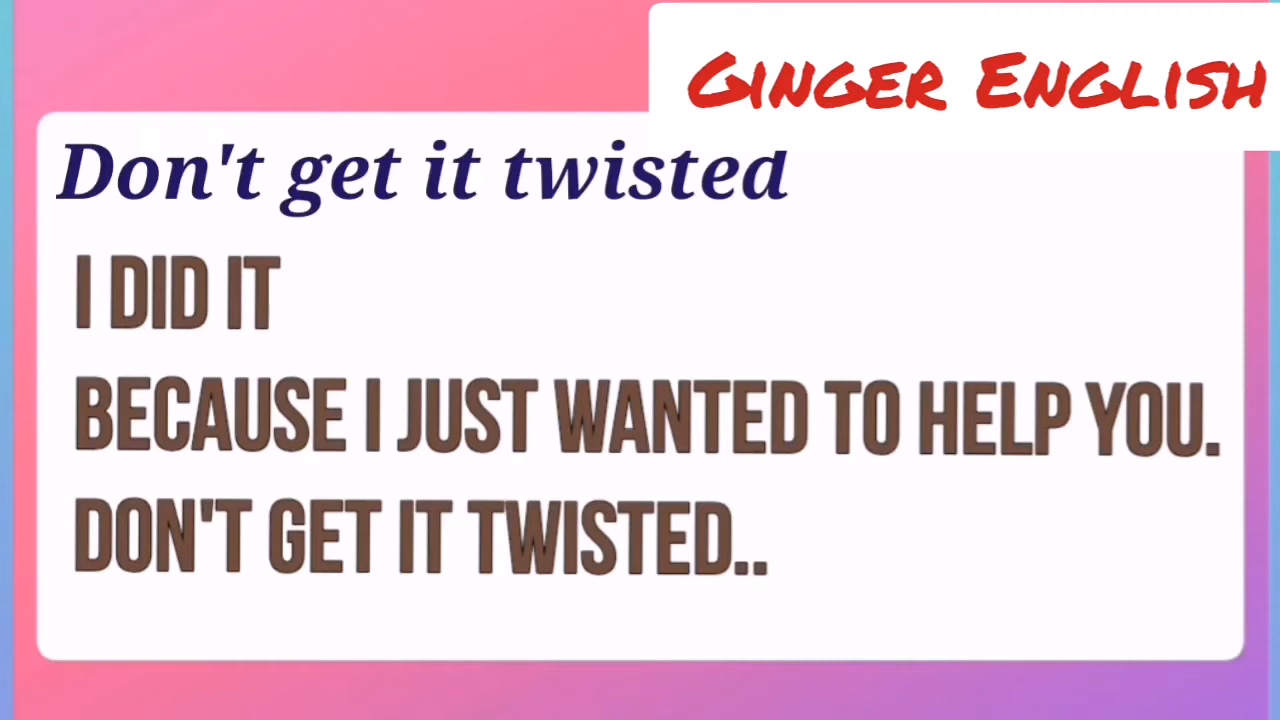 GINGER ENGLISH
Don't get it twisted
I DID IT
BECAUSE I JUST WANTED TO HELP YOU.
DON'T GET IT TWISTED..